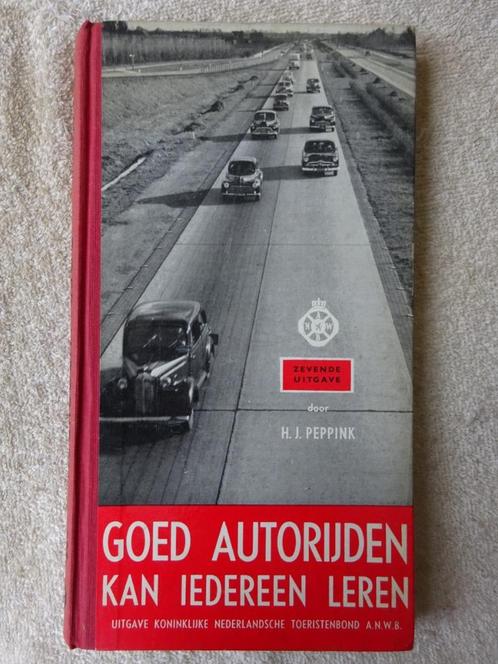 A
N W
B
ZEVENDE
UITGAVE
door
H. J. PEPPINK
GOED AUTORIJDEN
KAN IEDEREEN LEREN
UITGAVE KONINKLIJKE NEDERLANDSCHE TOERISTENBOND A.N.W.B.